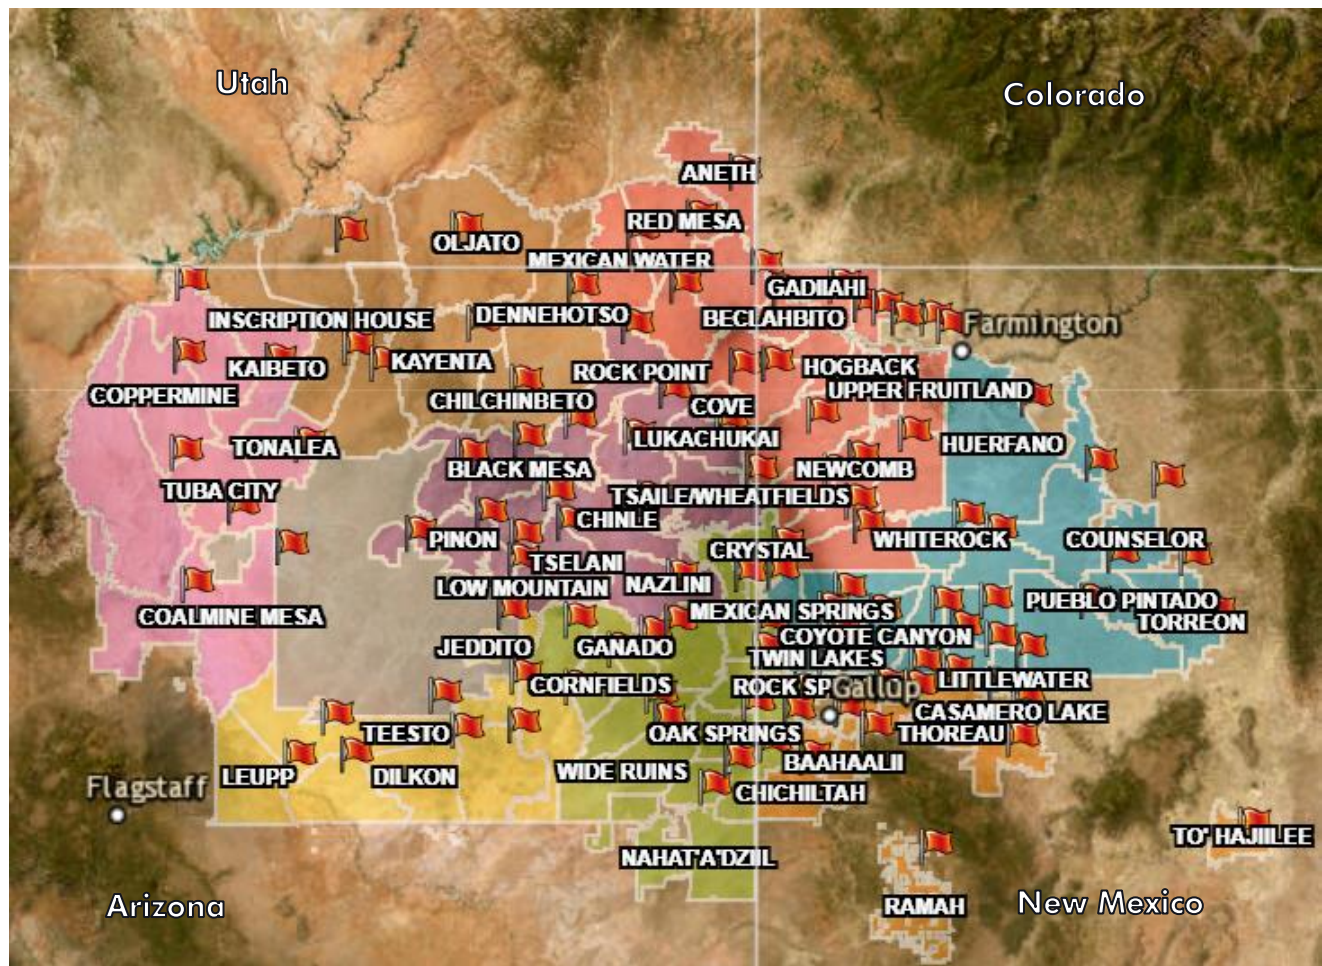 Utah
Colorado
ANETH
RED MESA
OLJATO
MEXICAN WATER
GADIIAHI
INSCRIPTION HOUSE
DENNEHOTSO
BECLAHBITO
Farmington
KAIBETO
KAYENTA
ROCK POINT
HOGBACK
COPPERMINE
UPPER FRUITLAND
CHILCHINBETO
COVE
TONALEA
LUKACHUKAI
HUERFANO
BLACK MESA
NEWCOMB
TUBA CITY
TSAILE/WHEATFIELDS
CHINLE
PINON
WHITEROCK
COUNSELOR
CRYSTAL
TSELANI
LOW MOUNTAIN
NAZLINI
PUEBLO PINTADO
MEXICAN SPRINGS
COALMINE MESA
TORREON
COYOTE CANYON
JEDDITO
GANADO
TWIN LAKES
CORNFIELDS
ROCK SP
Gallup
LITTLEWATER
CASAMERO LAKE
TEESTO
OAK SPRINGS
THOREAU
BAAHAALII
LEUPP
DILKON
WIDE RUINS
Flagstaff
CHICHILTAH
TO' HAJIILEE
NAHAT'A'DZIIL
Arizona
RAMAH
New Mexico